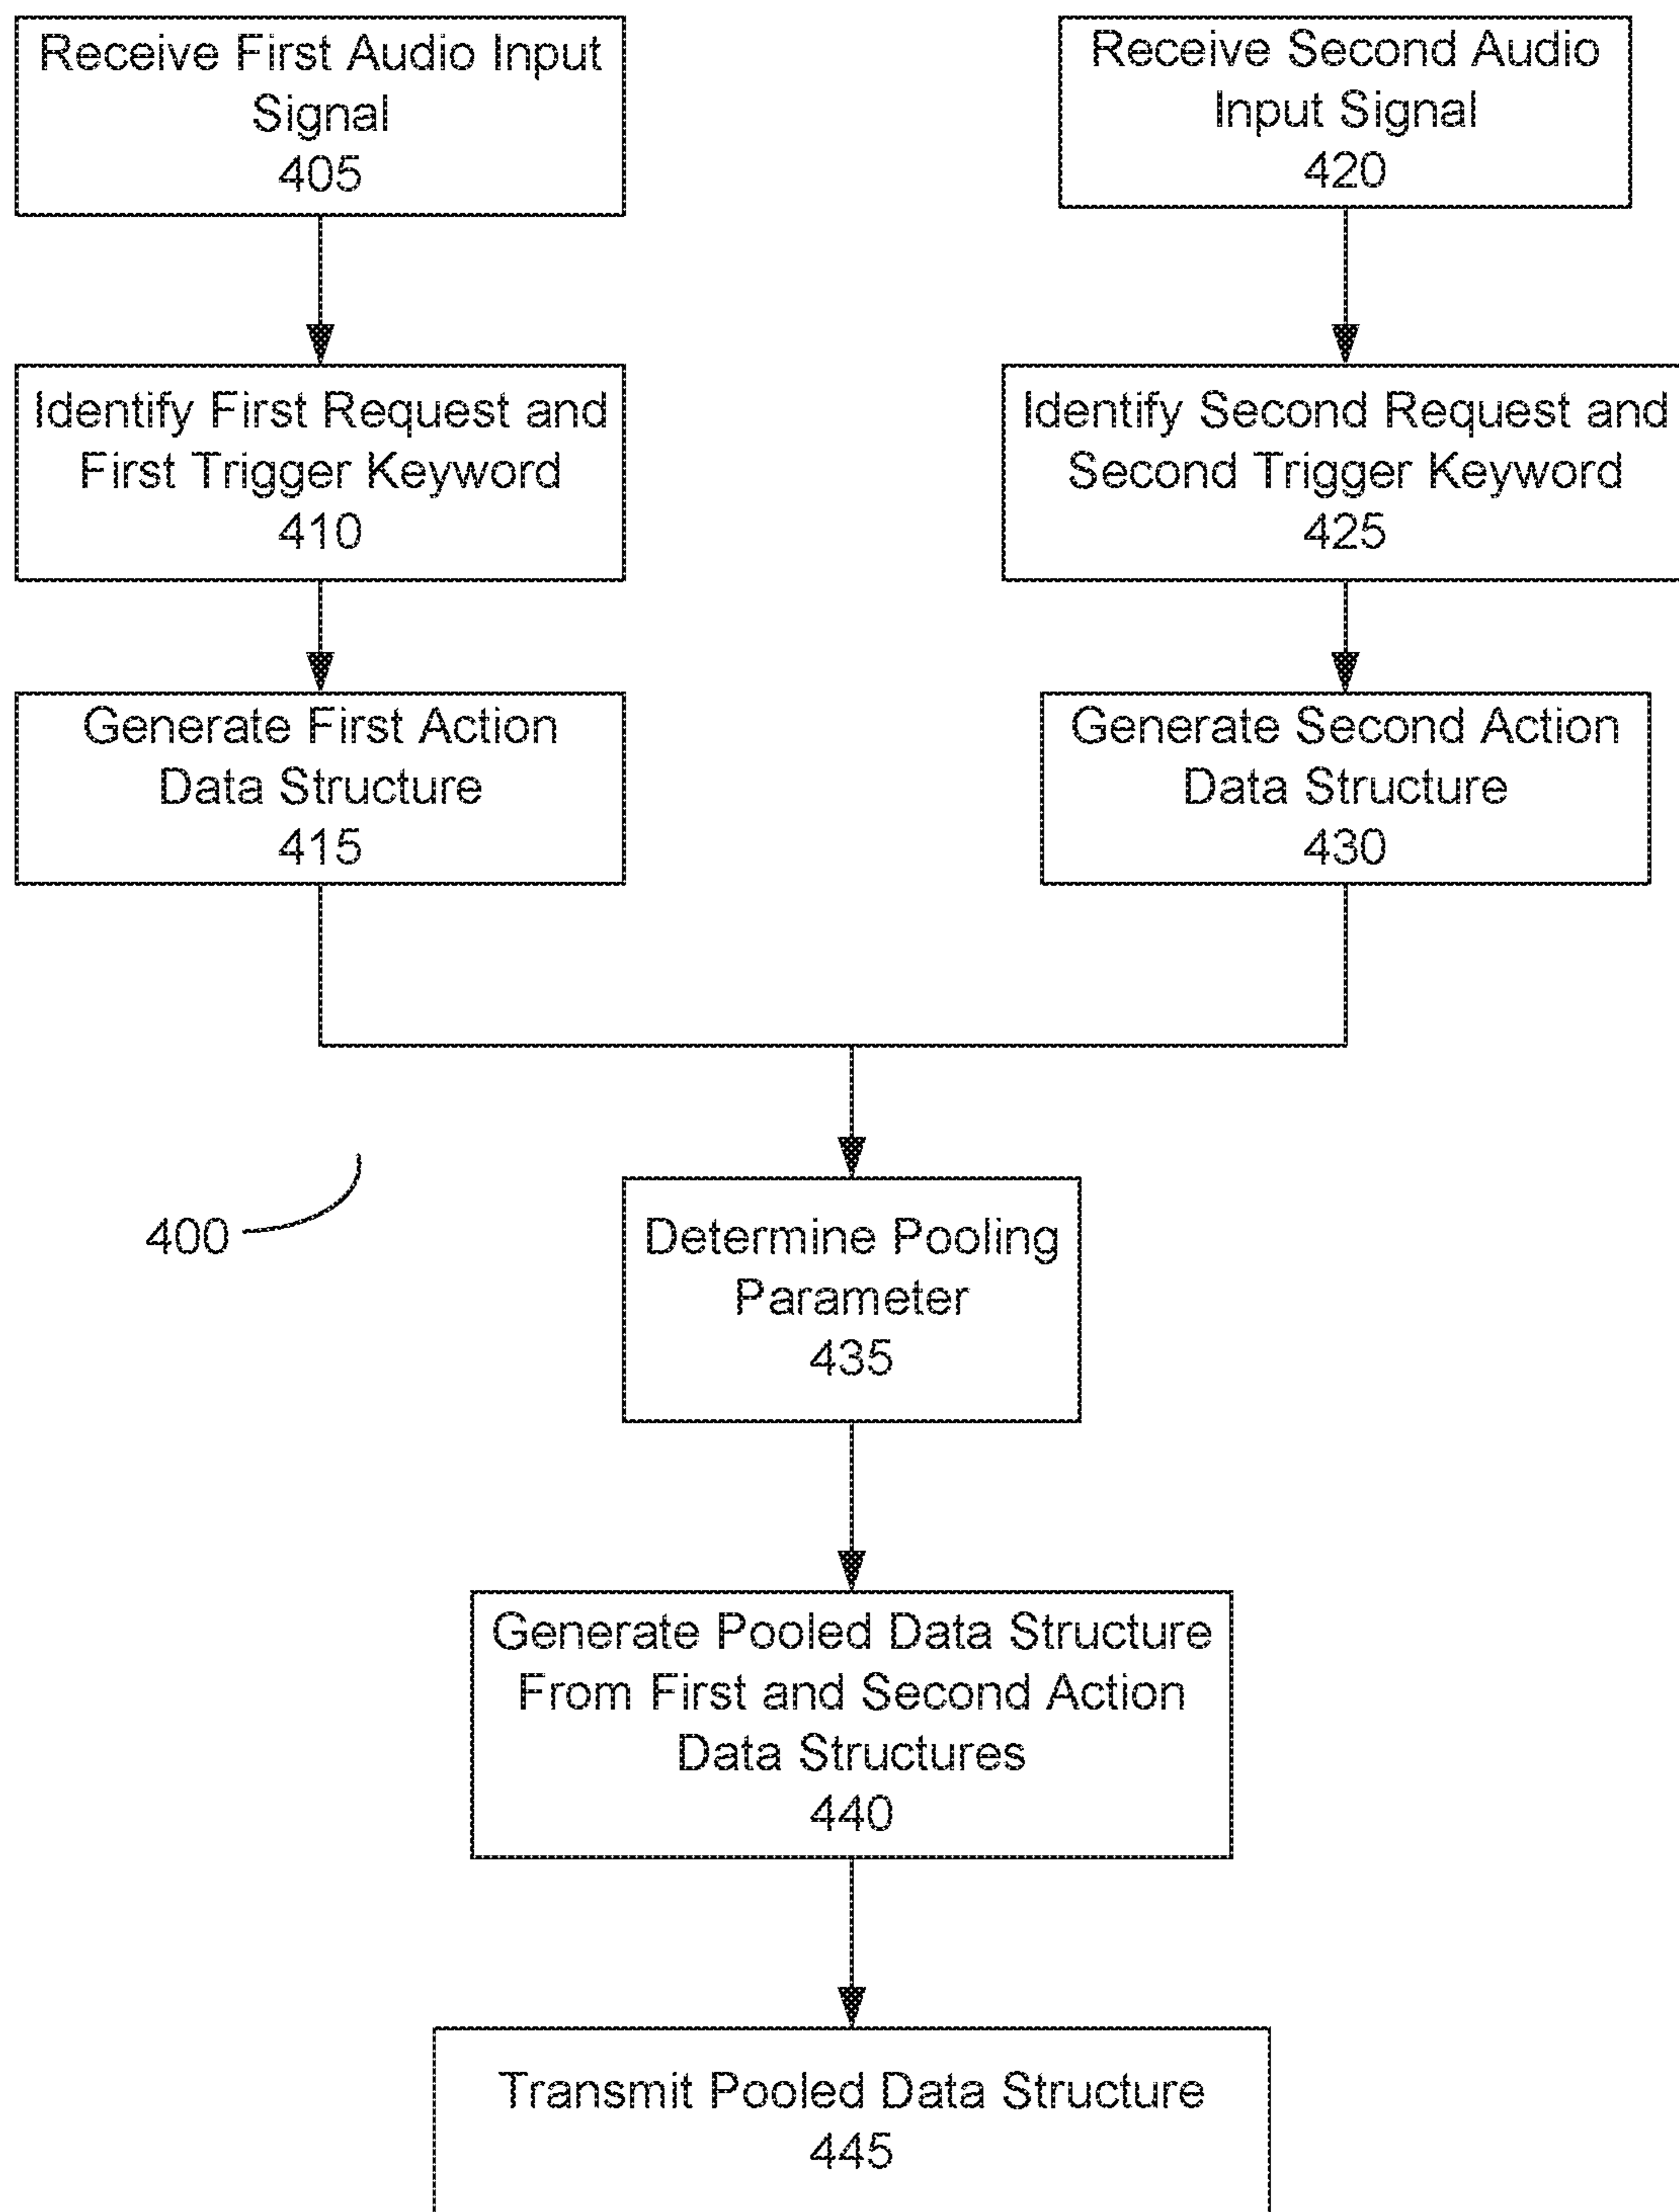 Receive First Audio Input
Signal
405
Receive Second Audio
Input Signal
420
Identify First Request and
First Trigger Keyword
410
Identify Second Request and
Second Trigger Keyword
425
Generate First Action
Data Structure
415
Generate Second Action
Data Structure
430
400
Determine Pooling
Parameter
435
Generate Pooled Data Structure
From First and Second Action
Data Structures
440
Transmit Pooled Data Structure
445